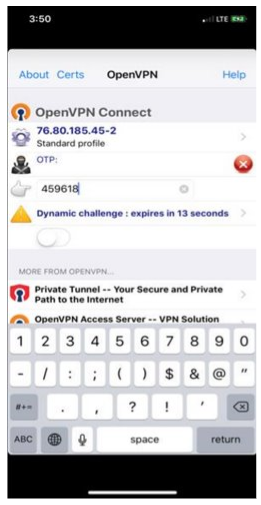 3:50
LTE
About Certs OpenVPN Help
OpenVPN Connect
76.80.185.45-2
Standard profile
OTP:
459618
Dynamic challenge : expires in 13 seconds
MORE FROM OPENVPN...
Private Tunnel -- Your Secure and Private
Path to the Internet
OpenVPN Access Server -- VPN Solution
1 2 3 4 5 6 7 8 9 0
- / : ; ( ) $ & @ "
#+= . , ? ! '
ABC space return